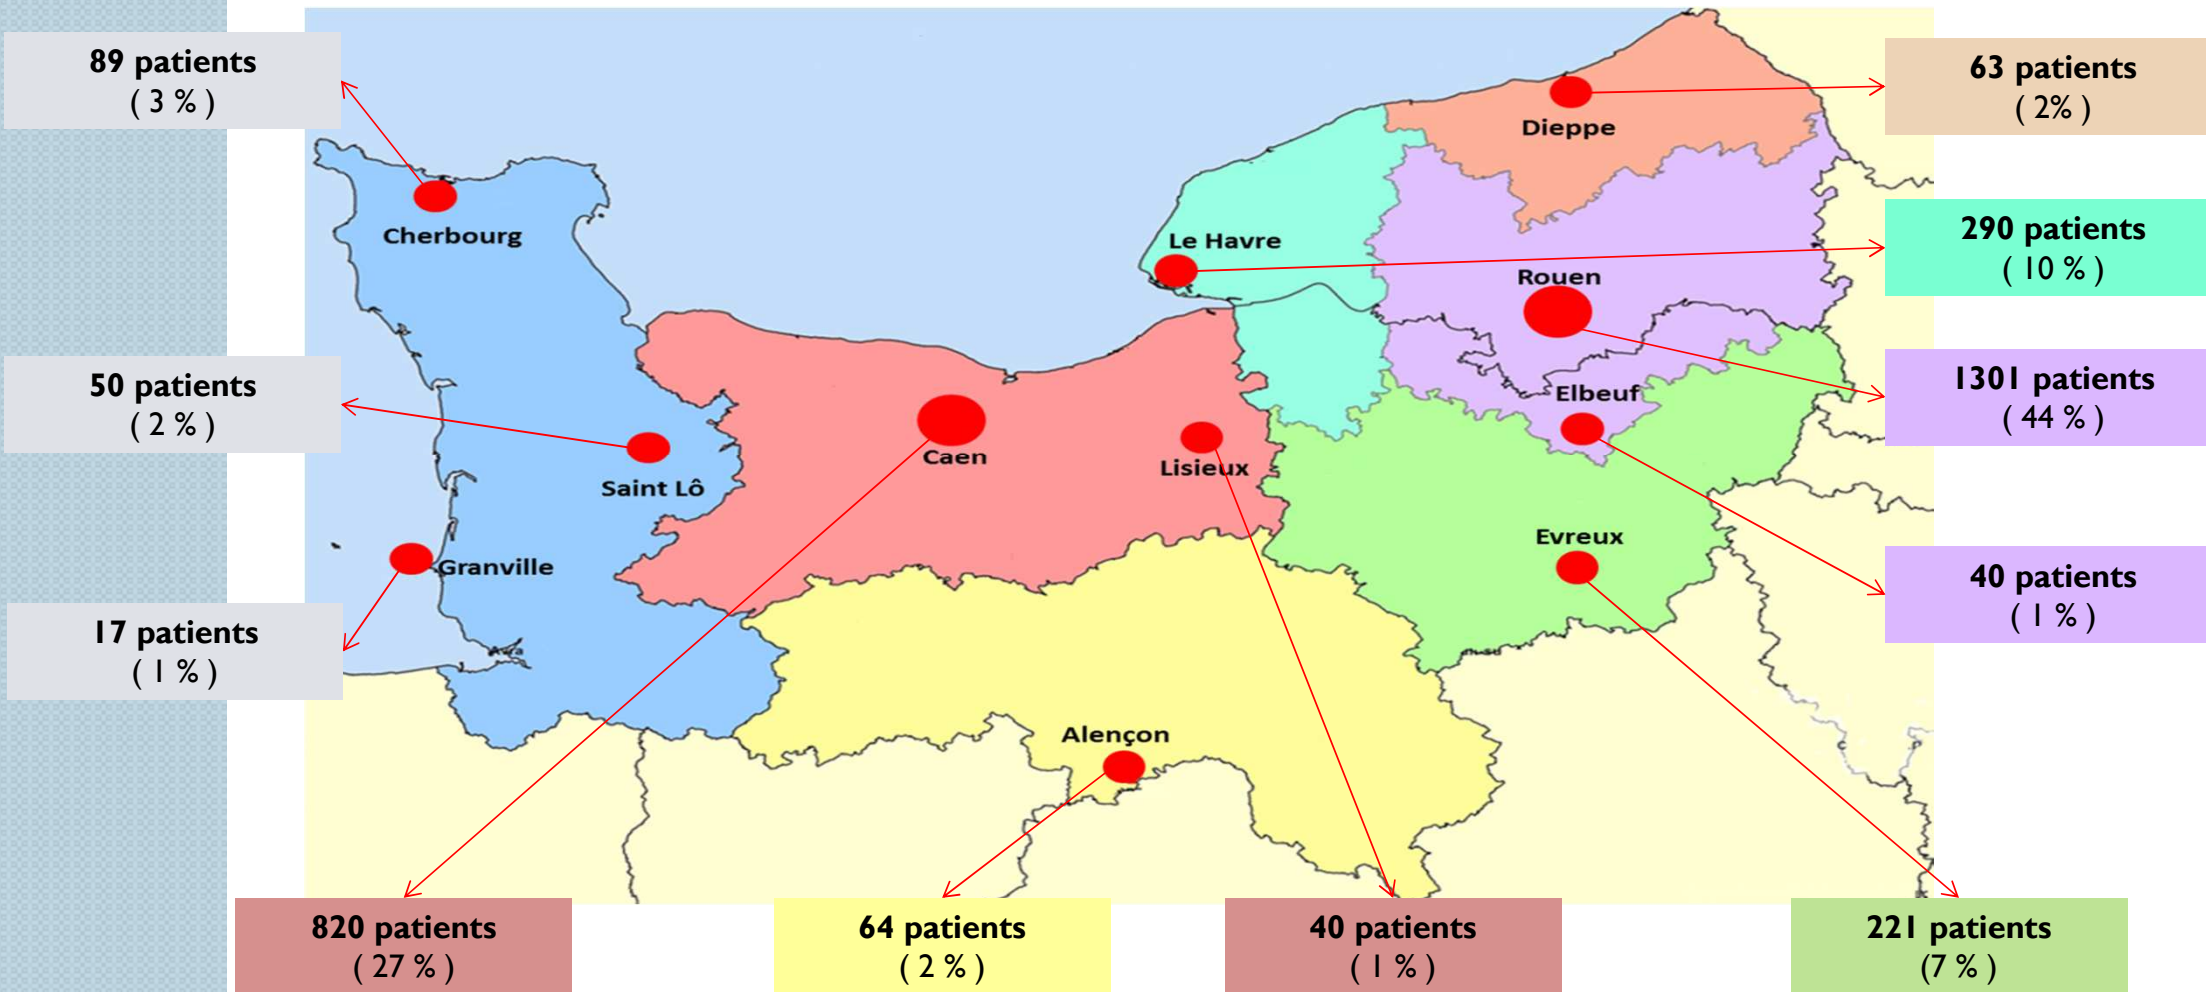 89 patients
( 3 % )
63 patients
( 2% )
Dieppe
Cherbourg
290 patients
( 10 % )
Le Havre
Rouen
50 patients
( 2 % )
1301 patients
( 44 % )
Elbeuf
Caen
Lisieux
Saint Lô
Evreux
Granville
40 patients
( 1 % )
17 patients
( 1 % )
Alençon
820 patients
( 27 % )
64 patients
( 2 % )
40 patients
( 1 % )
221 patients
(7 % )